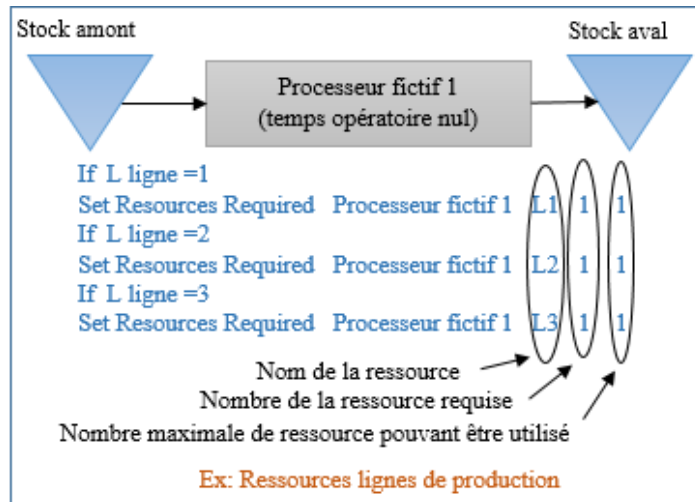 Stock amont
Stock aval
Processeur fictif 1
(temps opératoire nul)
If L ligne =1
Set Resources Required Processeur fictif 1 L1 1 1
If L ligne =2
Set Resources Required Processeur fictif 1 L2 1 1
If L ligne =3
Set Resources Required Processeur fictif 1 L3 1 1
Nom de la ressource
Nombre de la ressource requise
Nombre maximale de ressource pouvant être utilisé
Ex: Ressources lignes de production